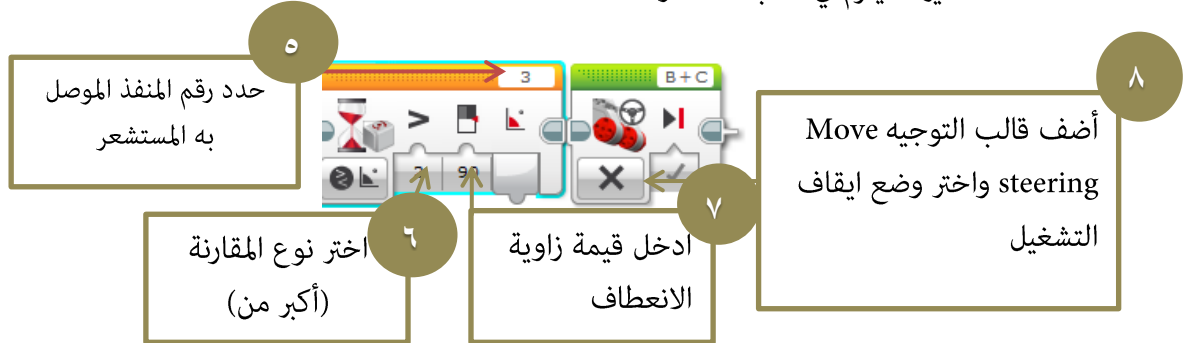 ٥
حدد رقم المنفذ الموصل
به المستشعر
3
>
90
B+C
٦
اختر نوع المقارنة
(أكبر من)
٧
ادخل قيمة زاوية
الانعطاف
٨
أضف قالب التوجيه Move
steering واختر وضع ايقاف
التشغيل